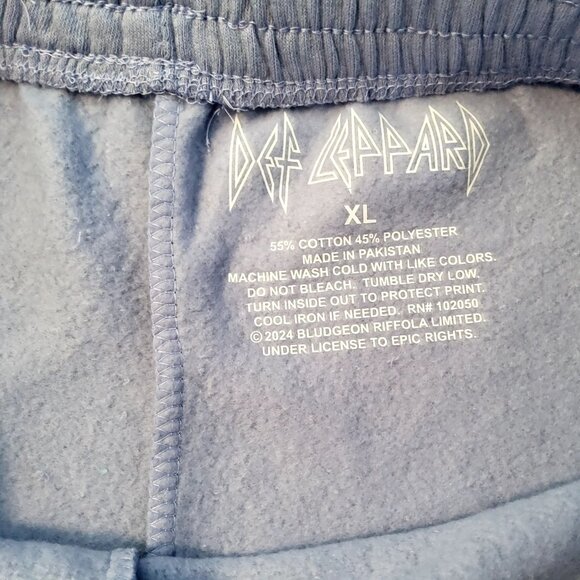 DEF LEPPARD
XL
55% COTTON 45% POLYESTER
MADE IN PAKISTAN
MACHINE WASH COLD WITH LIKE COLORS.
DO NOT BLEACH. TUMBLE DRY LOW.
TURN INSIDE OUT TO PROTECT PRINT.
COOL IRON IF NEEDED. RN# 102050
© 2024 BLUDGEON RIFFOLA LIMITED.
UNDER LICENSE TO EPIC RIGHTS.